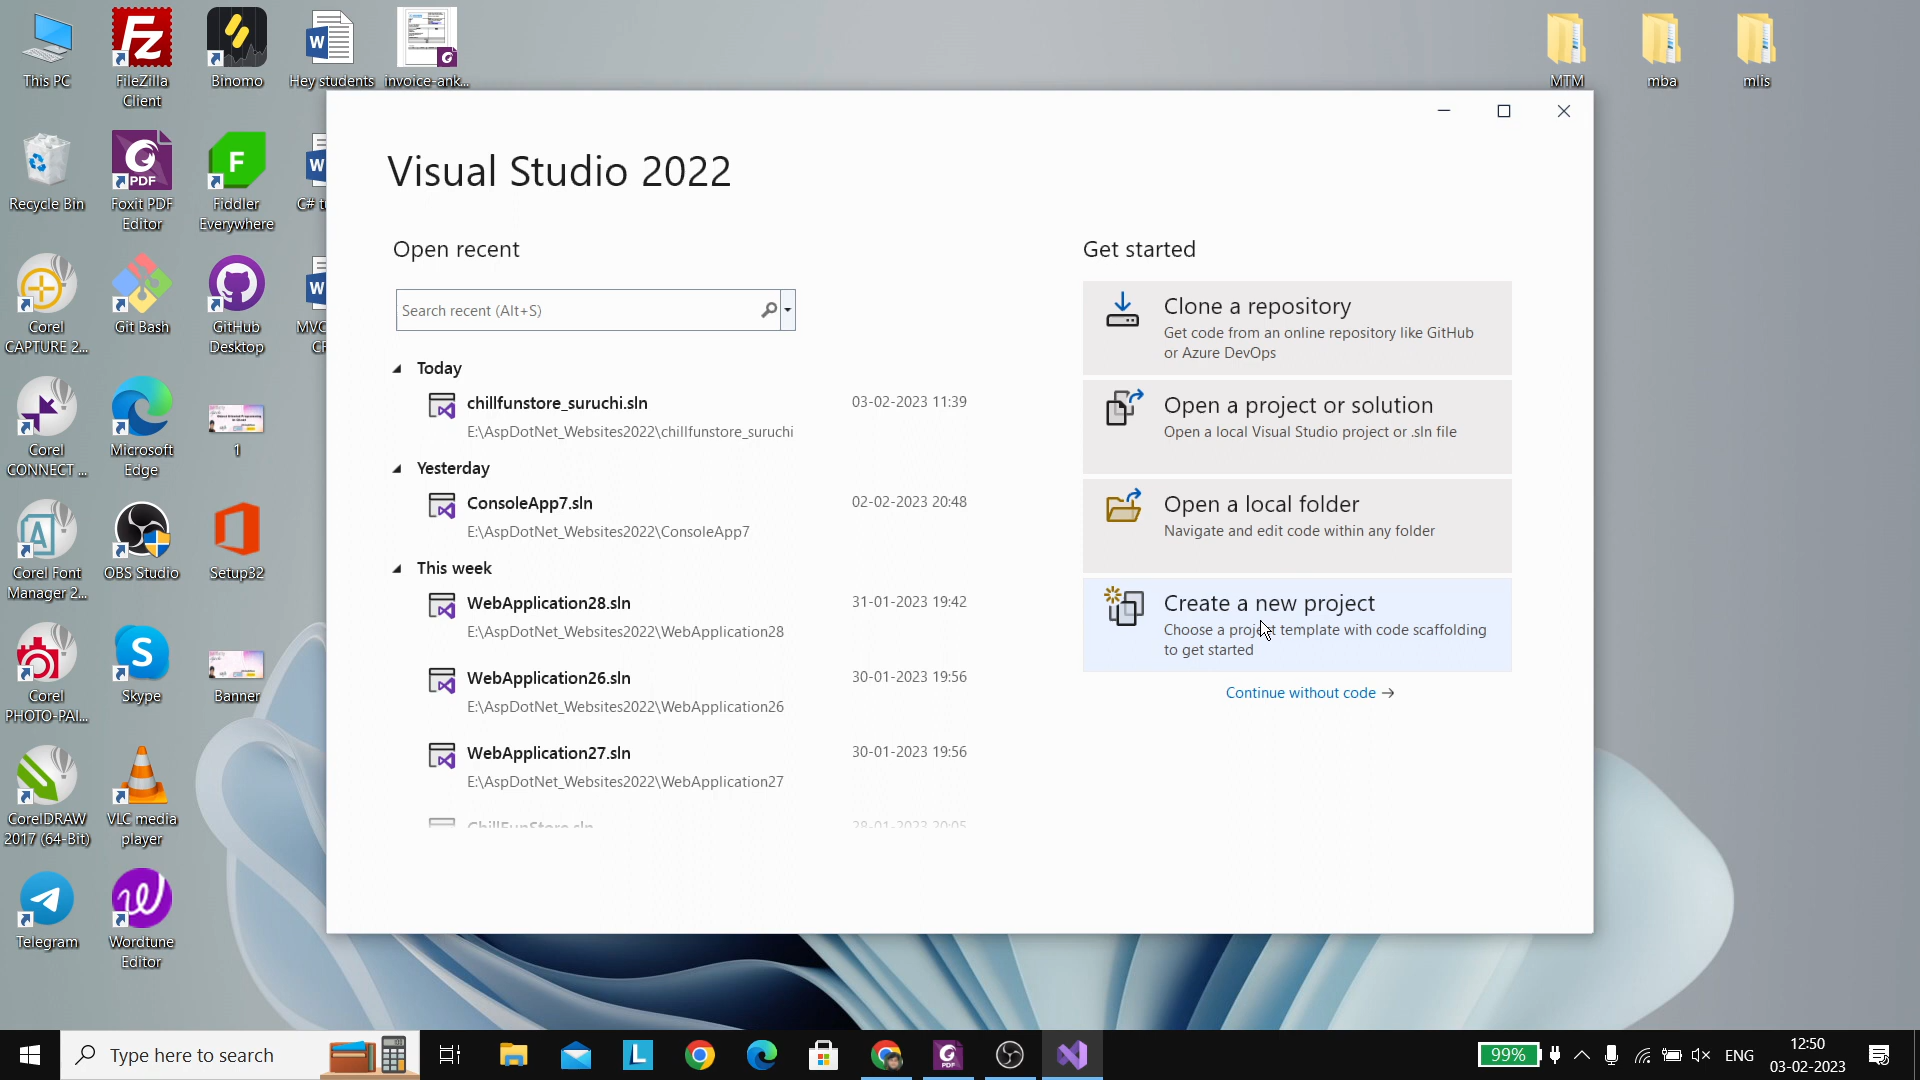 This PC
FileZilla
Client
Binomo
Hey students
invoice-ank...
MTM
mba
mlis
Recycle Bin
Foxit PDF
Editor
Fiddler
Everywhere
Corel
CAPTURE 2...
Git Bash
GitHub
Desktop
Corel
CONNECT ...
Microsoft
Edge
1
Corel Font
Manager 2...
OBS Studio
Setup32
Corel
PHOTO-PAI...
Skype
Banner
CorelDRAW
2017 (64-Bit)
VLC media
player
Telegram
Wordtune
Editor
Visual Studio 2022
Open recent
Search recent (Alt+S)
Today
chillfunstore_suruchi.sln
03-02-2023 11:39
E:\AspDotNet_Websites2022\chillfunstore_suruchi
Yesterday
ConsoleApp7.sln
02-02-2023 20:48
E:\AspDotNet_Websites2022\ConsoleApp7
This week
WebApplication28.sln
31-01-2023 19:42
E:\AspDotNet_Websites2022\WebApplication28
WebApplication26.sln
30-01-2023 19:56
E:\AspDotNet_Websites2022\WebApplication26
WebApplication27.sln
30-01-2023 19:56
E:\AspDotNet_Websites2022\WebApplication27
ChillFunStore.sln
28-01-2023 20:05
Get started
Clone a repository
Get code from an online repository like GitHub
or Azure DevOps
Open a project or solution
Open a local Visual Studio project or .sln file
Open a local folder
Navigate and edit code within any folder
Create a new project
Choose a project template with code scaffolding
to get started
Continue without code →
Type here to search
99%
ENG
12:50
03-02-2023